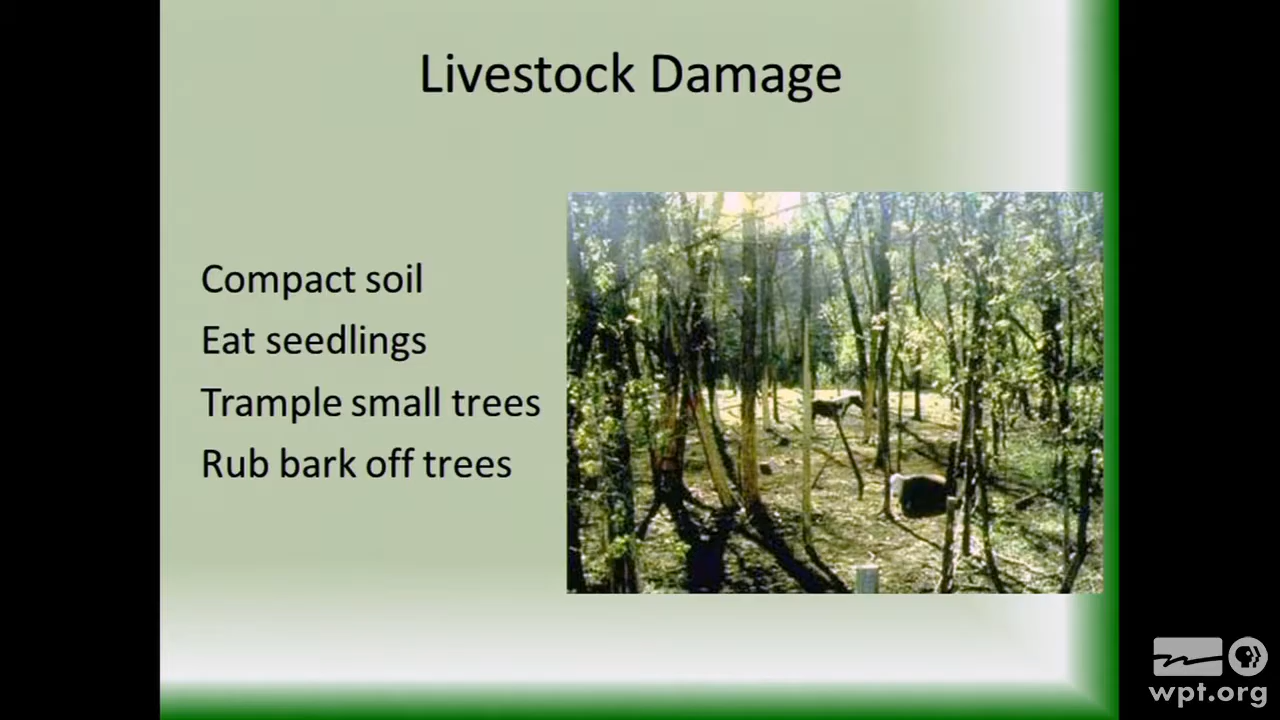 Livestock Damage
Compact soil
Eat seedlings
Trample small trees
Rub bark off trees
wpt.org